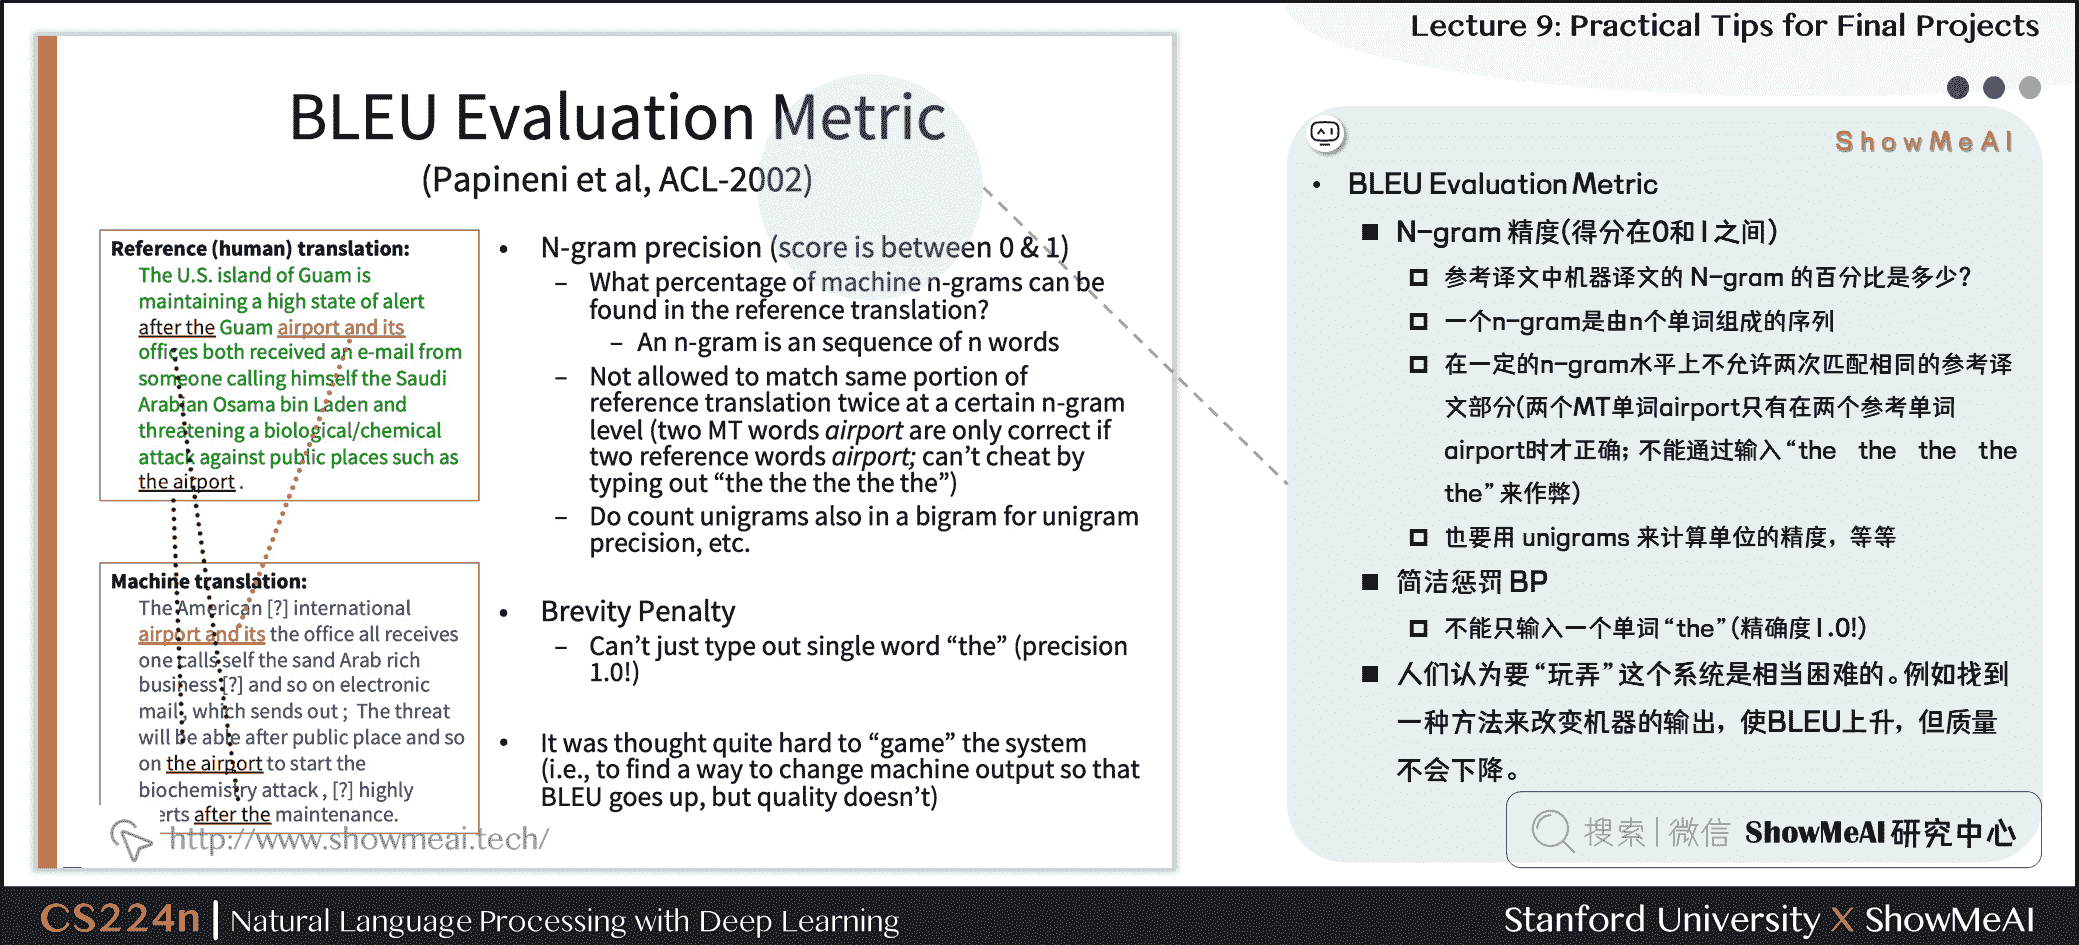 Lecture 9: Practical Tips for Final Projects
BLEU Evaluation Metric
(Papineni et al, ACL-2002)
Reference (human) translation:
The U.S. island of Guam is
maintaining a high state of alert
after the Guam airport and its
offices both received an e-mail from
someone calling himself the Saudi
Arabian Osama bin Laden and
threatening a biological/chemical
attack against public places such as
the airport .
Machine translation:
The American [?] international
airport and its the office all receives
one calls self the sand Arab rich
business [?] and so on electronic
mail , which sends out ; The threat
will be able after public place and so
on the airport to start the
biochemistry attack , [?] highly
erts after the maintenance.
http://www.showmeai.tech/
• N-gram precision (score is between 0 & 1)
– What percentage of machine n-grams can be
found in the reference translation?
– An n-gram is an sequence of n words
– Not allowed to match same portion of
reference translation twice at a certain n-gram
level (two MT words airport are only correct if
two reference words airport; can't cheat by
typing out “the the the the the”)
– Do count unigrams also in a bigram for unigram
precision, etc.
• Brevity Penalty
– Can't just type out single word “the” (precision
1.0!)
• It was thought quite hard to “game” the system
(i.e., to find a way to change machine output so that
BLEU goes up, but quality doesn't)
ShowMeAI
• BLEU Evaluation Metric
■ N-gram 精度(得分在0和1之间)
参考译文中机器译文的 N-gram 的百分比是多少?
一个n-gram是由n个单词组成的序列
在一定的n-gram水平上不允许两次匹配相同的参考译
文部分(两个MT单词airport只有在两个参考单词
airport时才正确; 不能通过输入“the the the the
the” 来作弊)
也要用 unigrams 来计算单位的精度，等等
■ 简洁惩罚 BP
不能只输入一个单词“the”(精确度1.0!)
■ 人们认为要“玩弄”这个系统是相当困难的。例如找到
一种方法来改变机器的输出，使BLEU上升，但质量
不会下降。
搜索 | 微信 ShowMeAI 研究中心
CS224n | Natural Language Processing with Deep Learning
Stanford University X ShowMeAI